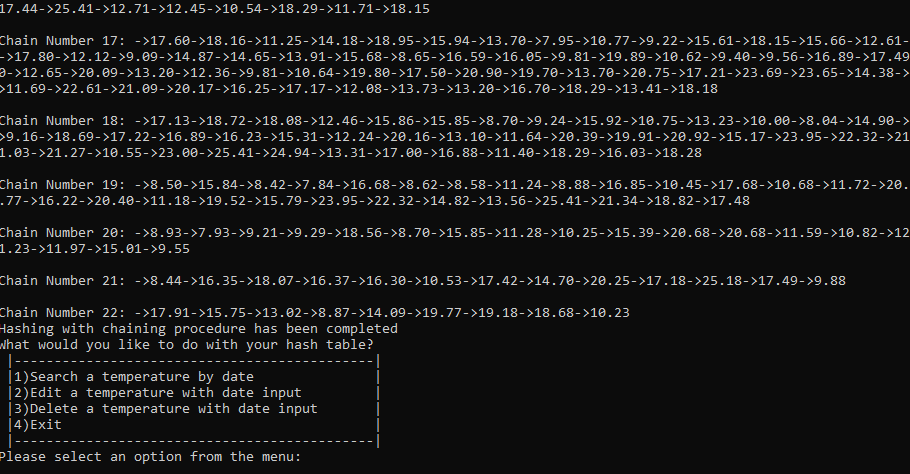 17.44->25.41->12.71->12.45->10.54->18.29->11.71->18.15
Chain Number 17: ->17.60->18.16->11.25->14.18->18.95->15.94->13.70->7.95->10.77->9.22->15.61->18.15->15.66->12.61-
->17.80->12.12->9.09->14.87->14.65->13.91->15.68->8.65->16.59->16.05->9.81->19.89->10.62->9.40->9.56->16.89->17.49
0->12.65->20.09->13.20->12.36->9.81->10.64->19.80->17.50->20.90->19.70->13.70->20.75->17.21->23.69->23.65->14.38->
>11.69->22.61->21.09->20.17->16.25->17.17->12.08->13.73->13.20->16.70->18.29->13.41->18.18
Chain Number 18: ->17.13->18.72->18.08->12.46->15.86->15.85->8.70->9.24->15.92->10.75->13.23->10.00->8.04->14.90->
>9.16->18.69->17.22->16.89->16.23->15.31->12.24->20.16->13.10->11.64->20.39->19.91->20.92->15.17->23.95->22.32->21
1.03->21.27->10.55->23.00->25.41->24.94->13.31->17.00->16.88->11.40->18.29->16.03->18.28
Chain Number 19: ->8.50->15.84->8.42->7.84->16.68->8.62->8.58->11.24->8.88->16.85->10.45->17.68->10.68->11.72->20.
.77->16.22->20.40->11.18->19.52->15.79->23.95->22.32->14.82->13.56->25.41->21.34->18.82->17.48
Chain Number 20: ->8.93->7.93->9.21->9.29->18.56->8.70->15.85->11.28->10.25->15.39->20.68->20.68->11.59->10.82->12
1.23->11.97->15.01->9.55
Chain Number 21: ->8.44->16.35->18.07->16.37->16.30->10.53->17.42->14.70->20.25->17.18->25.18->17.49->9.88
Chain Number 22: ->17.91->15.75->13.02->8.87->14.09->19.77->19.18->18.68->10.23
Hashing with chaining procedure has been completed
What would you like to do with your hash table?
|---------------------------------------------|
|1)Search a temperature by date |
|2)Edit a temperature with date input |
|3)Delete a temperature with date input |
|4)Exit |
|---------------------------------------------|
Please select an option from the menu: